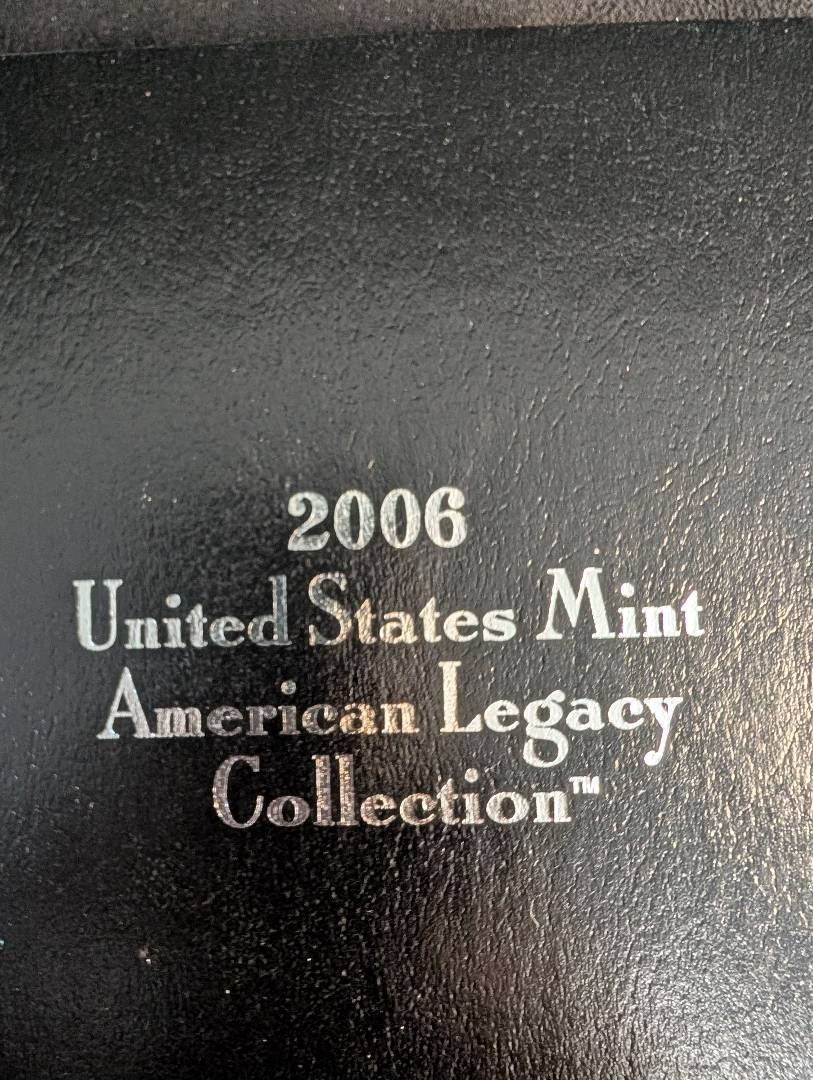 2006
United States Mint
American Legacy
Collection™